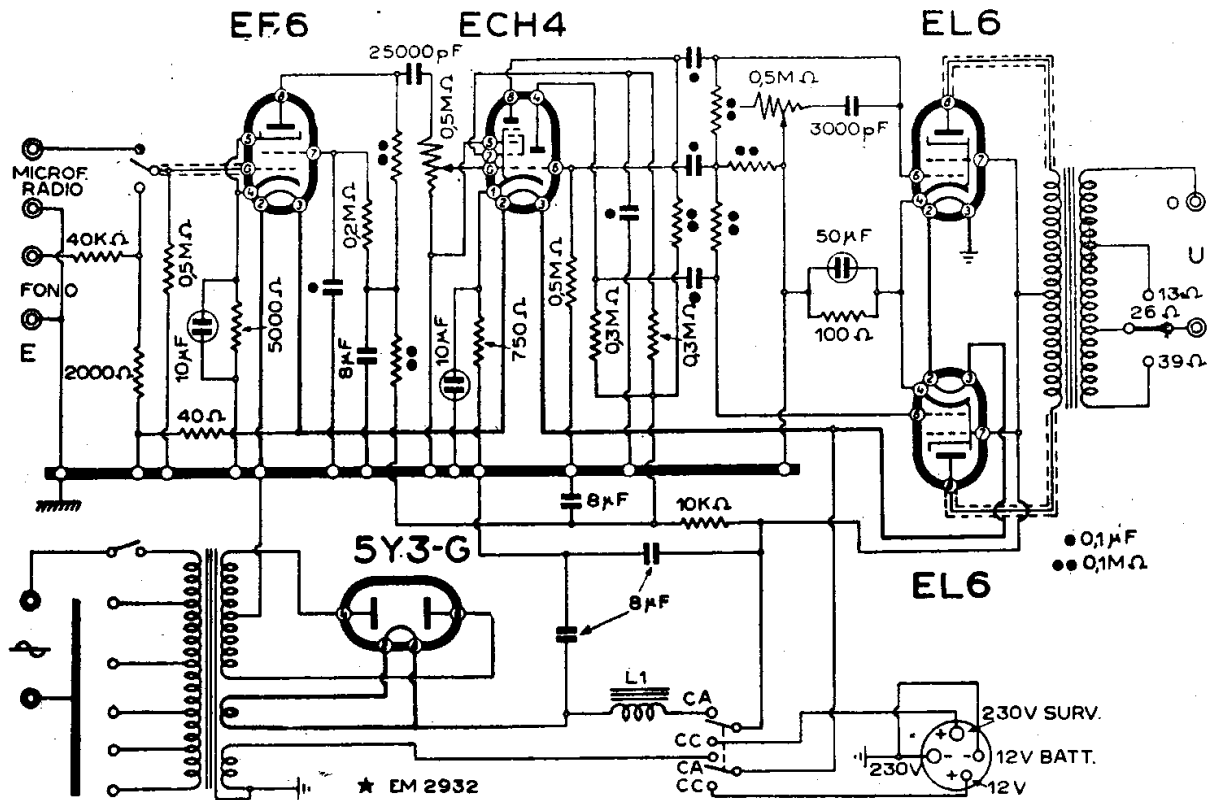 EF6
ECH4
EL6
25000pF
0,5MΩ
0,5MΩ
3000pF
MICROF.
RADIO
40KΩ
FONO
E
0,5MΩ
10µF
5000Ω
0,2MΩ
8µF
10µF
750Ω
0,5MΩ
0,3MΩ
0,3MΩ
50µF
100Ω
O
U
13Ω
26Ω
39Ω
2000Ω
40Ω
8µF
10KΩ
● 0,1µF
●● 0,1MΩ
5Y3-G
8µF
EL6
L1
CA
CC
CA
CC
230V SURV.
12V BATT.
230V
12V
★ EM 2932